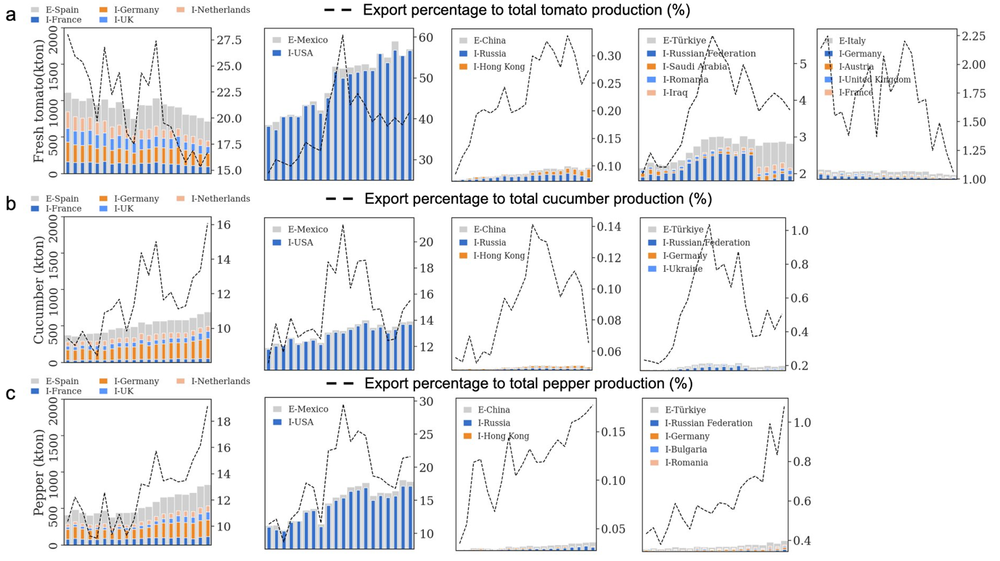 a
E-Spain I-Germany I-Netherlands
I-France I-UK
Export percentage to total tomato production (%)
Fresh tomato(kton)
2000
1500
1000
500
0
27.5
25.0
22.5
20.0
17.5
15.0
E-Mexico
I-USA
60
50
40
30
E-China
I-Russia
I-Hong Kong
0.30
0.25
0.20
0.15
0.10
E-Türkiye
I-Russian Federation
I-Saudi Arabia
I-Romania
I-Iraq
5
4
3
2
E-Italy
I-Germany
I-Austria
I-United Kingdom
I-France
2.25
2.00
1.75
1.50
1.25
1.00
b
E-Spain I-Germany I-Netherlands
I-France I-UK
Export percentage to total cucumber production (%)
Cucumber (kton)
2000
1500
1000
500
0
16
14
12
10
E-Mexico
I-USA
20
18
16
14
12
E-China
I-Russia
I-Hong Kong
0.14
0.12
0.10
0.08
0.06
E-Türkiye
I-Russian Federation
I-Germany
I-Ukraine
1.0
0.8
0.6
0.4
0.2
c
E-Spain I-Germany I-Netherlands
I-France I-UK
Export percentage to total pepper production (%)
Pepper (kton)
2000
1500
1000
500
0
18
16
14
12
10
E-Mexico
I-USA
30
25
20
15
10
E-China
I-Russia
I-Hong Kong
0.15
0.10
0.05
E-Türkiye
I-Russian Federation
I-Germany
I-Bulgaria
I-Romania
1.0
0.8
0.6
0.4